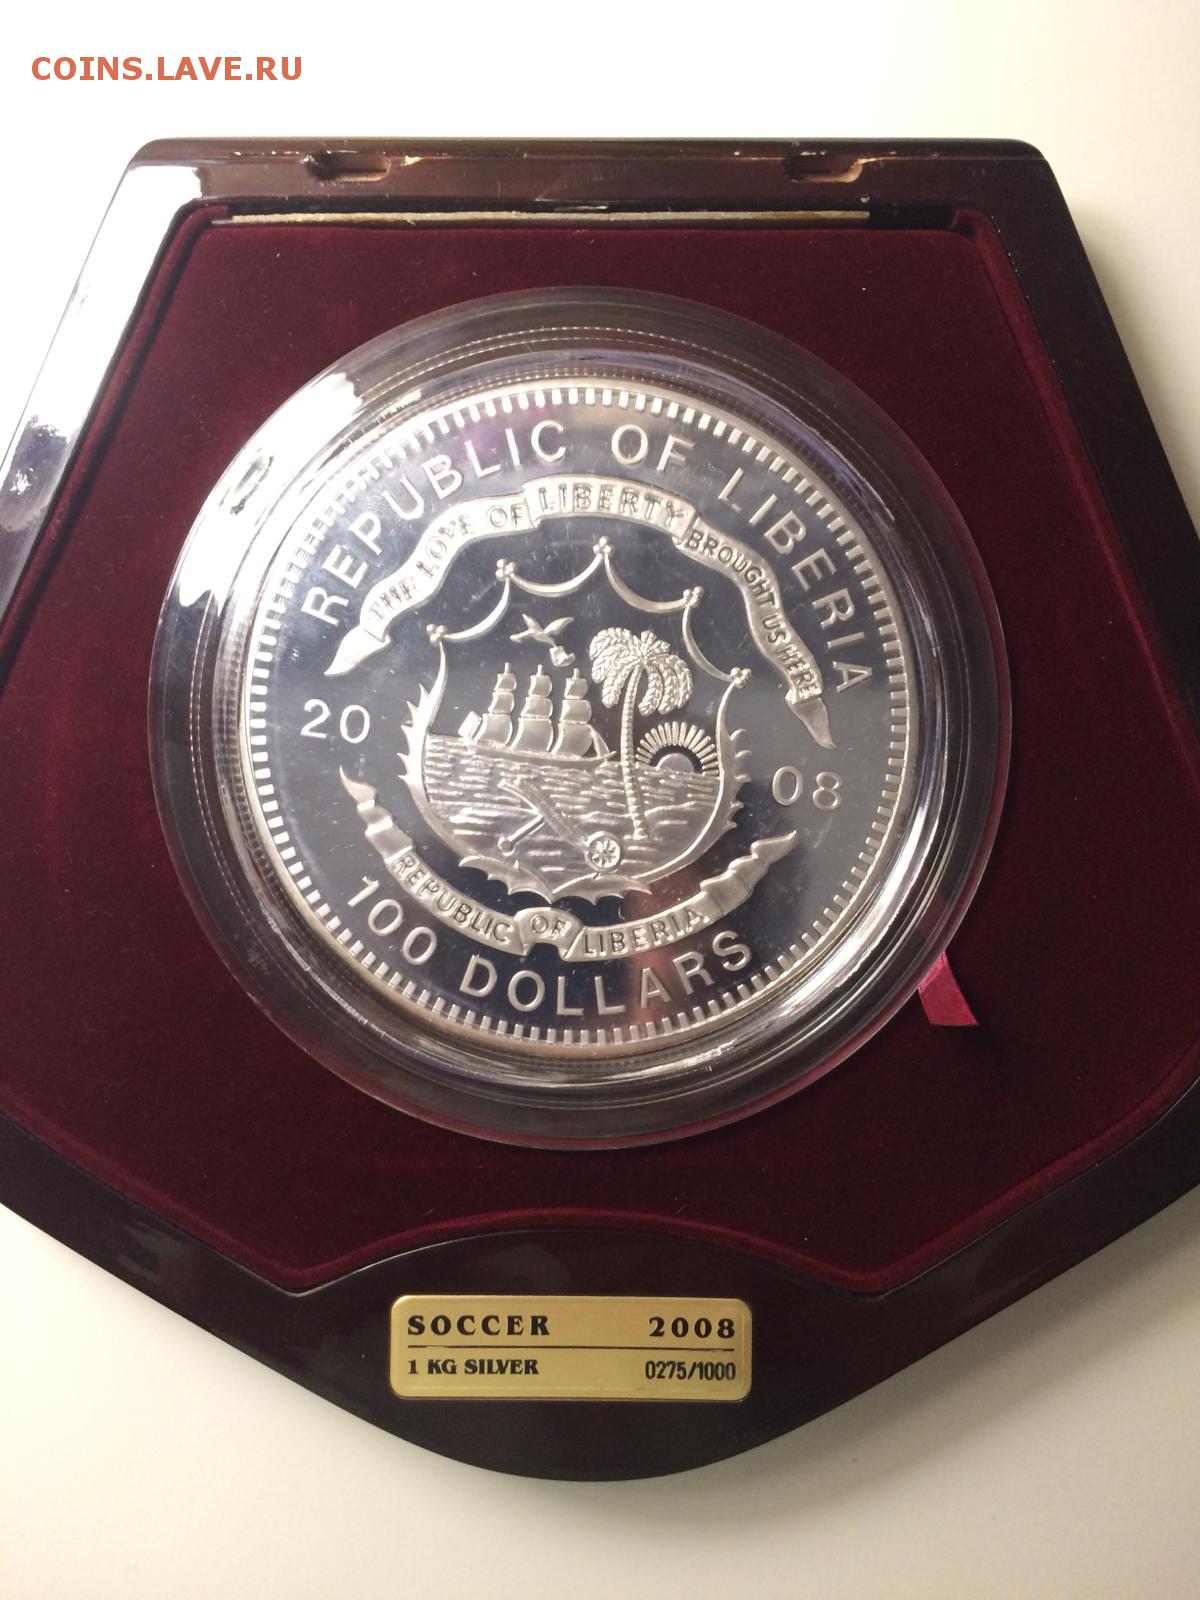 COINS.LAVE.RU
REPUBLIC OF LIBERIA
THE LOVE OF LIBERTY BROUGHT US HERE
20 08
REPUBLIC OF LIBERIA
100 DOLLARS
SOCCER 2008
1 KG SILVER 0275/1000